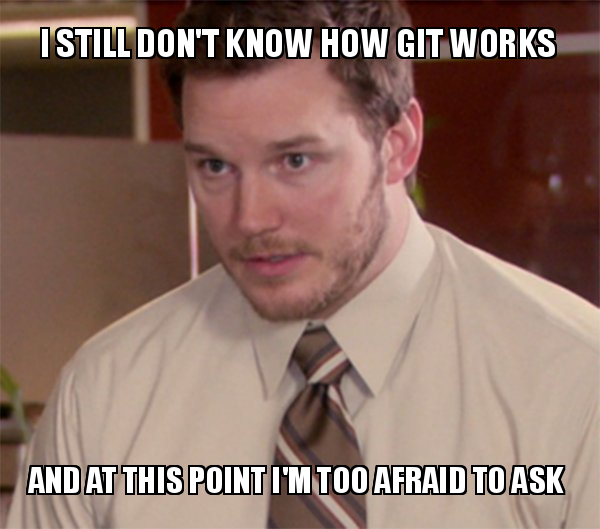 I STILL DON'T KNOW HOW GIT WORKS
AND AT THIS POINT I'M TOO AFRAID TO ASK